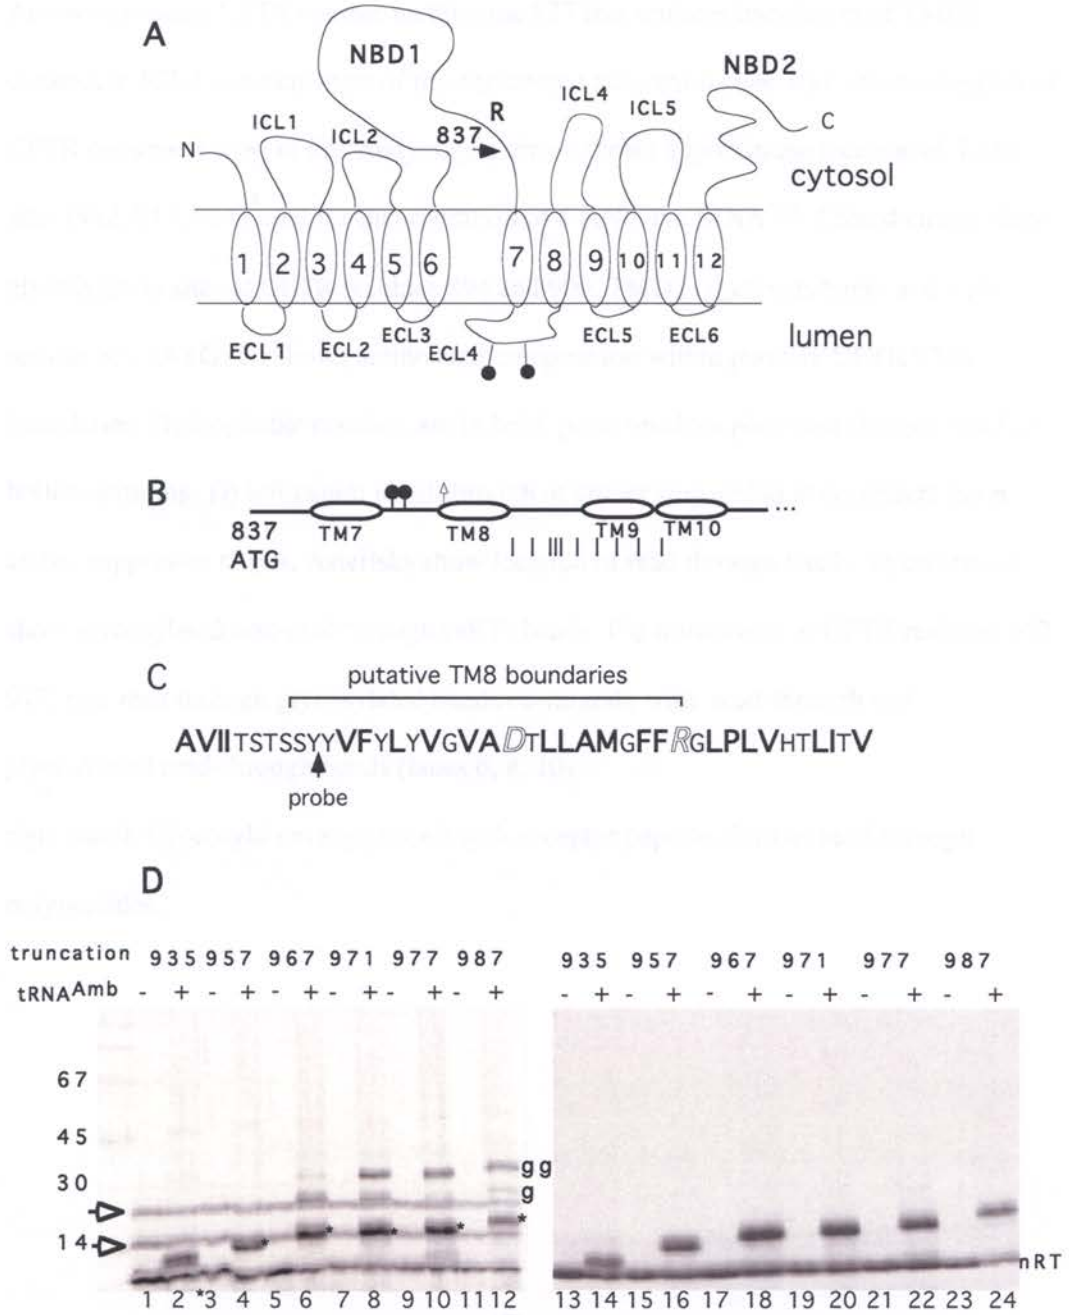 A
NBD1
NBD2
R
ICL4
ICL5
ICL1
ICL2
837
C
N
cytosol
1 2 3 4 5 6 7 8 9 10 11 12
ECL1
ECL2
ECL3
ECL4
ECL5
ECL6
lumen
B
...
837
ATG
TM7
TM8
TM9
TM10
C
putative TM8 boundaries
AVIITSTSSYYVFYLYVGVADTLLAMGFFRGLPLVHTLITV
probe
D
truncation 935 957 967 971 977 987
935 957 967 971 977 987
tRNAAmb - + - + - + - + - + - +
- + - + - + - + - + - +
67
45
30
14
gg
g
* * * * * *
nRT
1 2 3 4 5 6 7 8 9 10 11 12
13 14 15 16 17 18 19 20 21 22 23 24